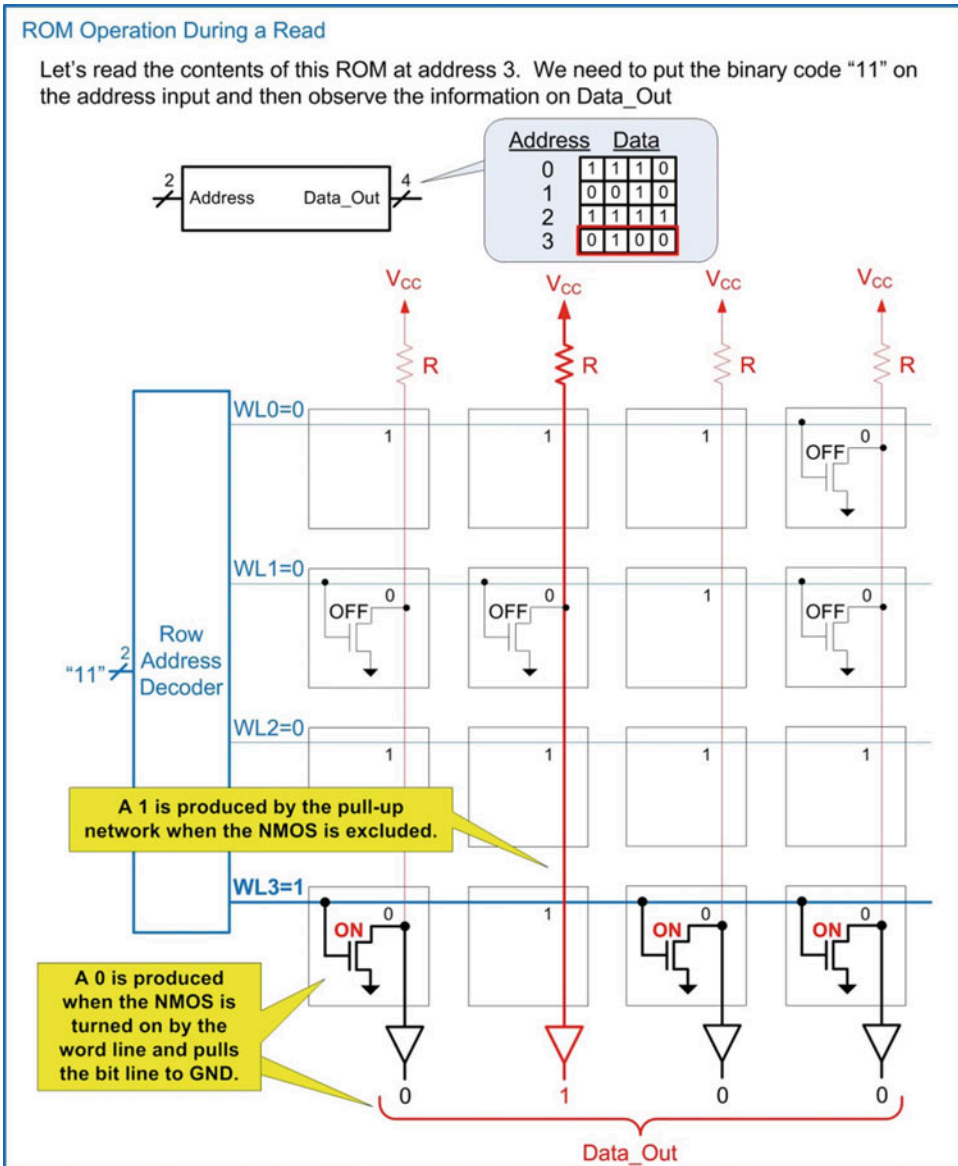 ROM Operation During a Read
Let's read the contents of this ROM at address 3. We need to put the binary code "11" on
the address input and then observe the information on Data_Out
Address Data
0 1 1 1 0
1 0 0 1 0
2 1 1 1 1
3 0 1 0 0
2 Address Data_Out 4
VCC VCC VCC VCC
R R R R
WL0=0
1 1 1 0
OFF
WL1=0
0 0 1 0
OFF OFF OFF
"11" 2
Row
Address
Decoder
WL2=0
1 1 1 1
A 1 is produced by the pull-up
network when the NMOS is excluded.
WL3=1
0 1 0 0
ON ON ON
A 0 is produced
when the NMOS is
turned on by the
word line and pulls
the bit line to GND.
0 1 0 0
Data_Out